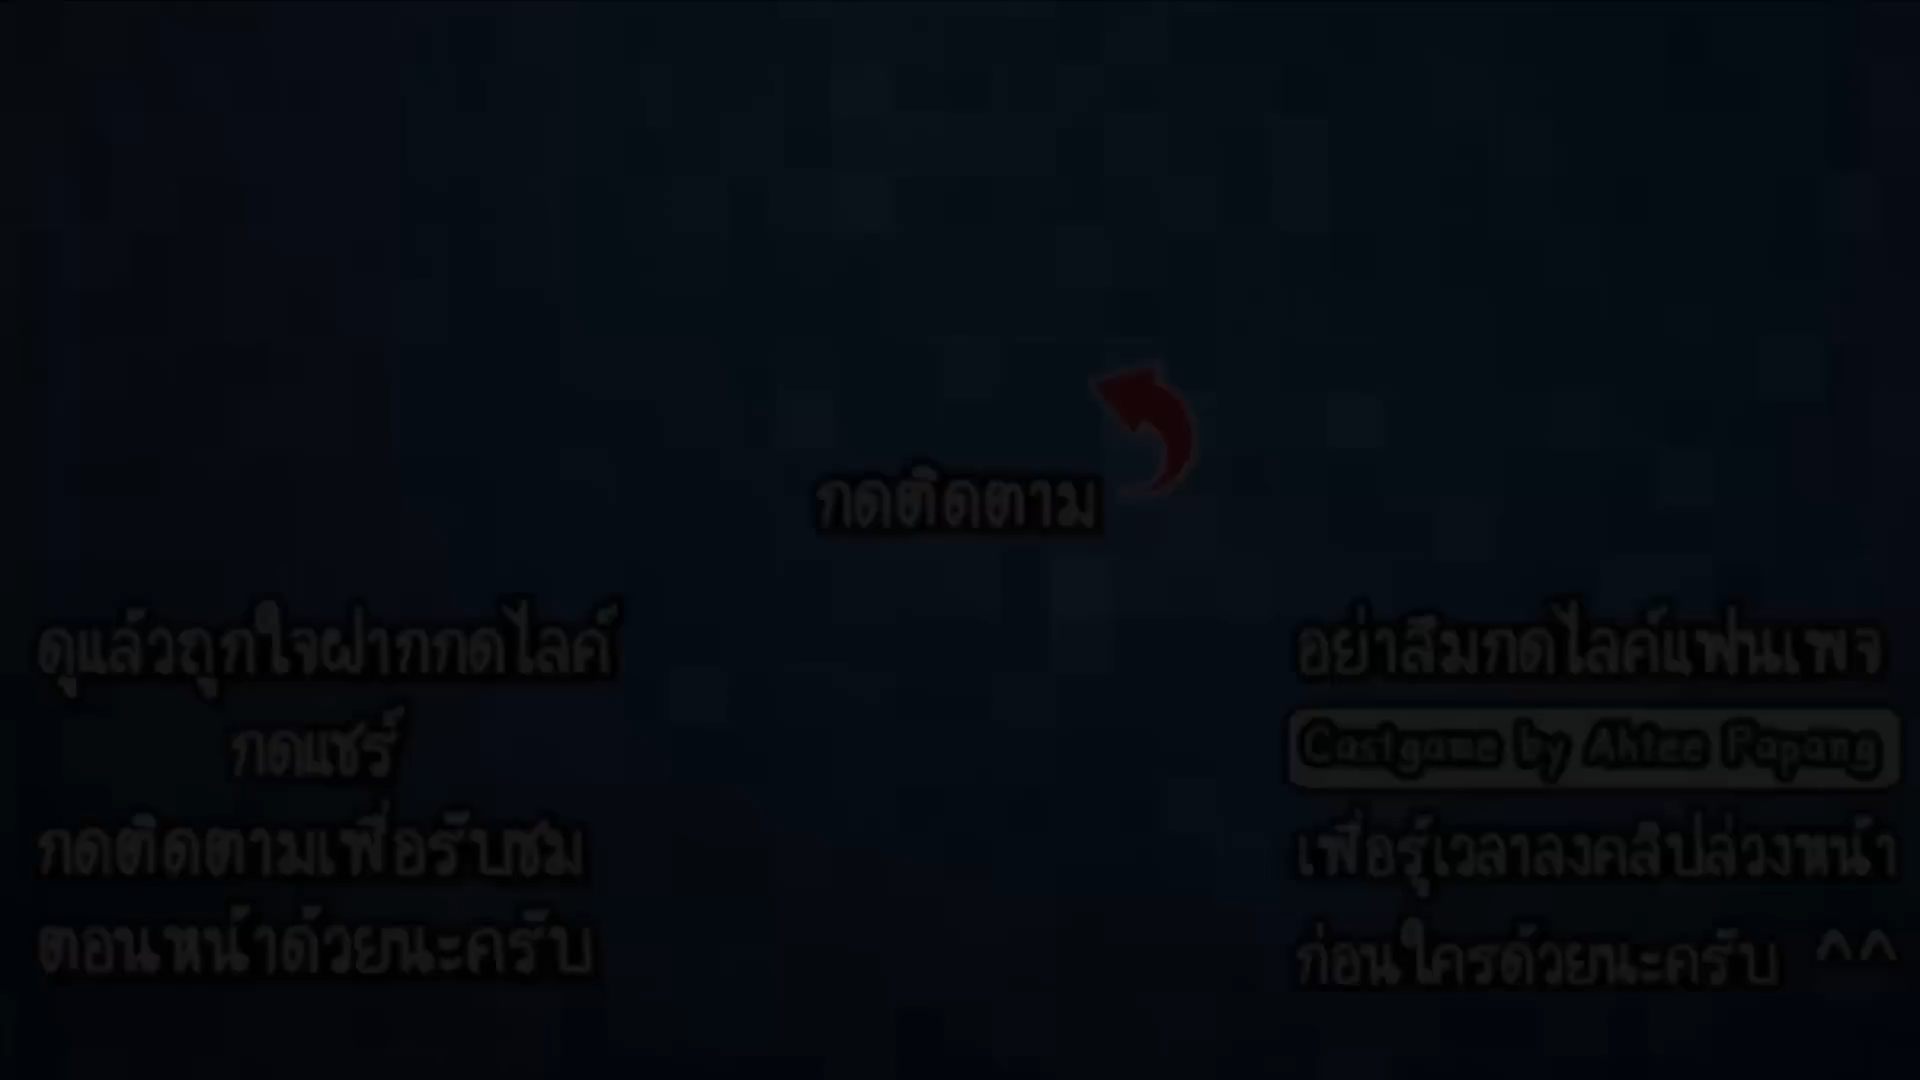 กดติดตาม
ดูแล้วถูกใจฝากกดไลค์
กดแชร์
กดติดตามเพื่อรับชม
ตอนหน้าด้วยนะครับ
อย่าลืมกดไลค์แฟนเพจ
Castgame by Ahtee Papang
เพื่อรู้เวลาลงคลิปล่วงหน้า
ก่อนใครด้วยนะครับ ^^